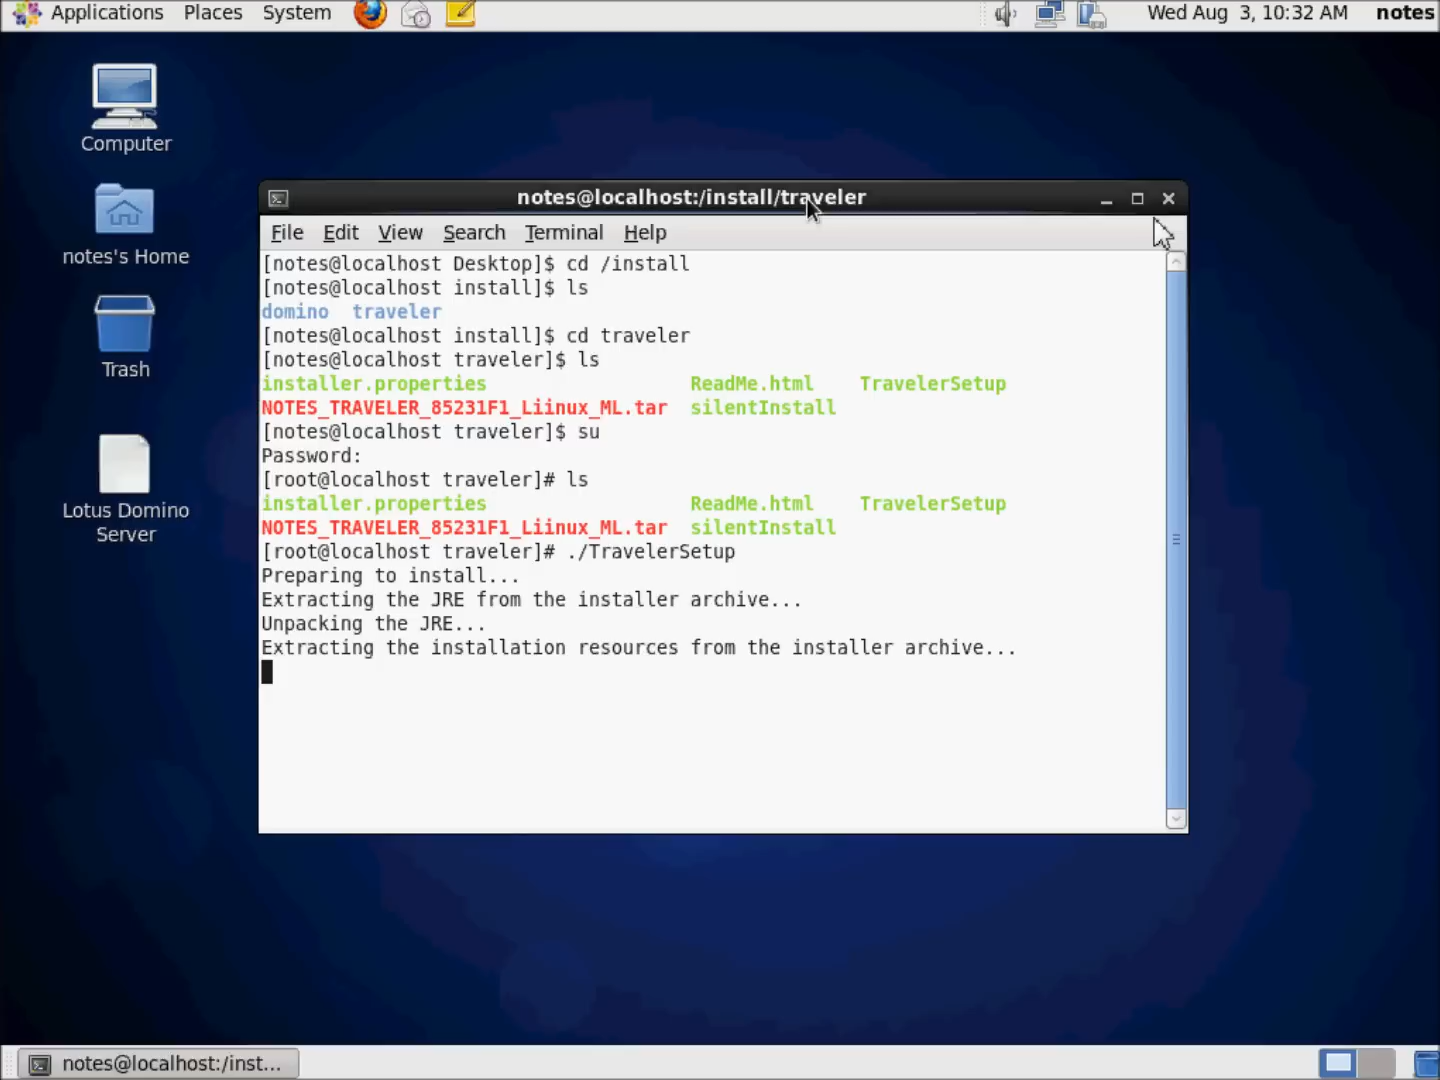 Applications Places System Wed Aug 3, 10:32 AM notes
Computer
notes's Home
Trash
Lotus Domino
Server
notes@localhost:/install/traveler
File Edit View Search Terminal Help
[notes@localhost Desktop]$ cd /install
[notes@localhost install]$ ls
domino traveler
[notes@localhost install]$ cd traveler
[notes@localhost traveler]$ ls
installer.properties ReadMe.html TravelerSetup
NOTES_TRAVELER_85231F1_Liinux_ML.tar silentInstall
[notes@localhost traveler]$ su
Password:
[root@localhost traveler]# ls
installer.properties ReadMe.html TravelerSetup
NOTES_TRAVELER_85231F1_Liinux_ML.tar silentInstall
[root@localhost traveler]# ./TravelerSetup
Preparing to install...
Extracting the JRE from the installer archive...
Unpacking the JRE...
Extracting the installation resources from the installer archive...
notes@localhost:/inst...